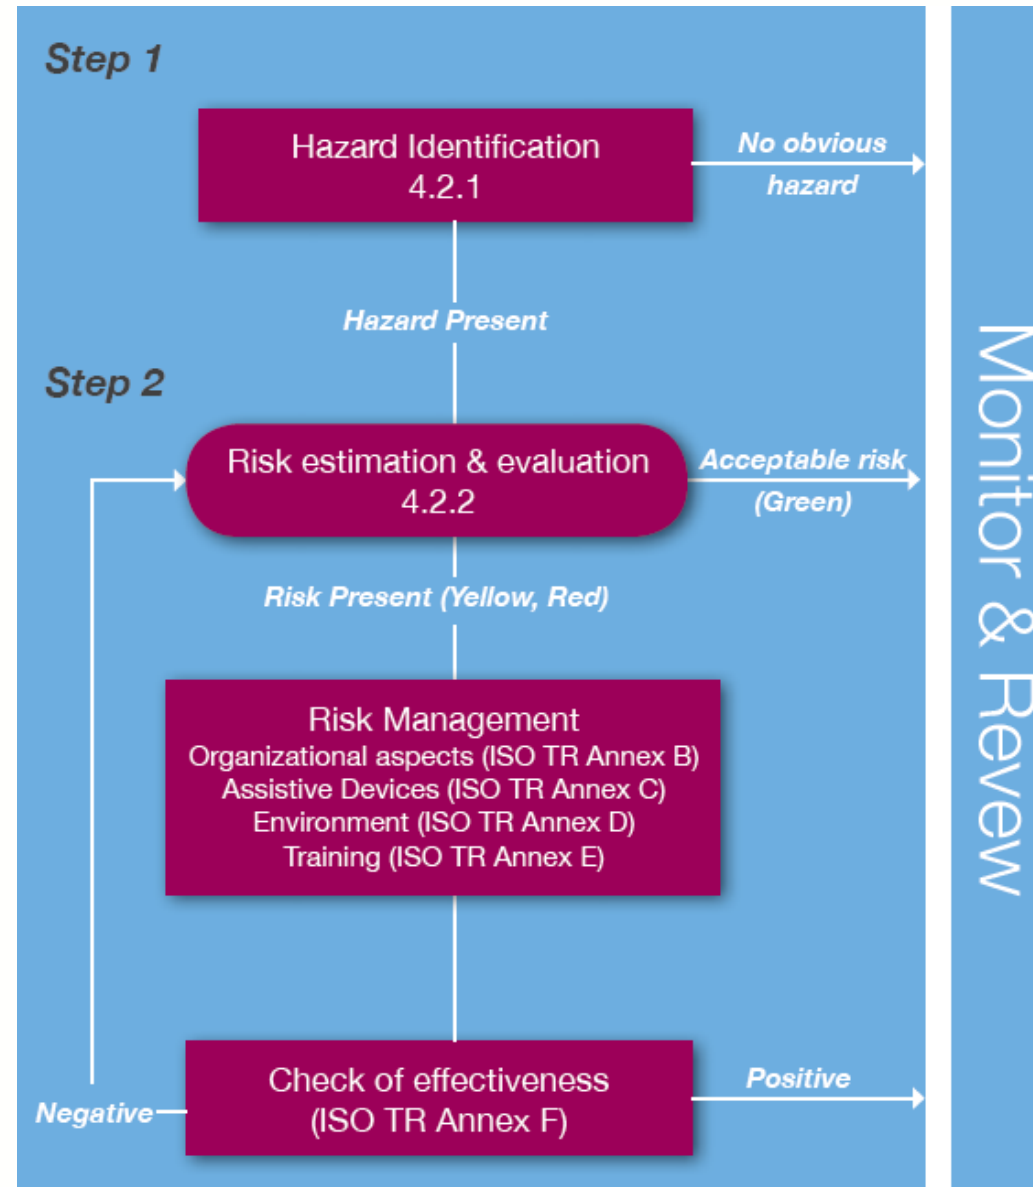 Step 1
Hazard Identification
4.2.1
No obvious
hazard
Hazard Present
Step 2
Risk estimation & evaluation
4.2.2
Acceptable risk
(Green)
Risk Present (Yellow, Red)
Risk Management
Organizational aspects (ISO TR Annex B)
Assistive Devices (ISO TR Annex C)
Environment (ISO TR Annex D)
Training (ISO TR Annex E)
Check of effectiveness
(ISO TR Annex F)
Positive
Negative
Monitor & Revew